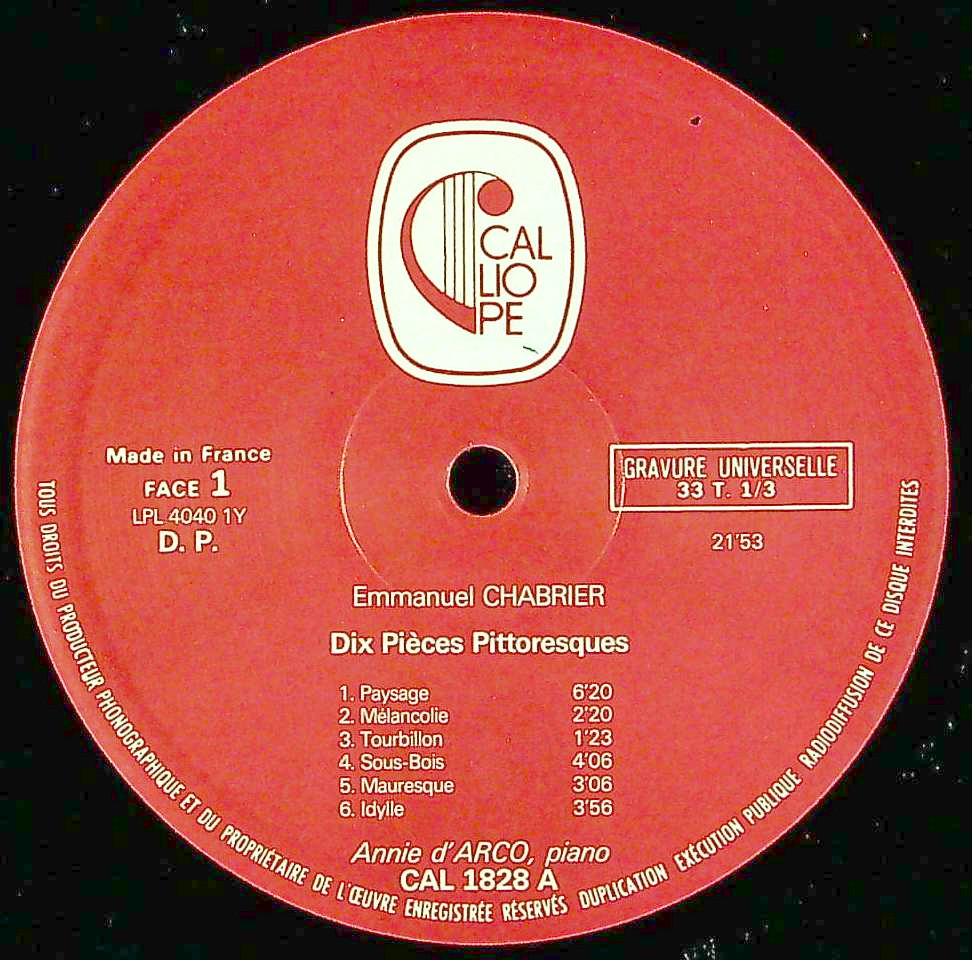 CAL
LIO
PE
Made in France
FACE 1
LPL 4040 1Y
D. P.
GRAVURE UNIVERSELLE
33 T. 1/3
21'53
Emmanuel CHABRIER
Dix Pièces Pittoresques
1. Paysage 6'20
2. Mélancolie 2'20
3. Tourbillon 1'23
4. Sous-Bois 4'06
5. Mauresque 3'06
6. Idylle 3'56
Annie d'ARCO, piano
CAL 1828 A
TOUS DROITS DU PRODUCTEUR PHONOGRAPHIQUE ET DU PROPRIÉTAIRE DE L'ŒUVRE ENREGISTRÉE RÉSERVÉS DUPLICATION EXÉCUTION PUBLIQUE RADIODIFFUSION DE CE DISQUE INTERDITES